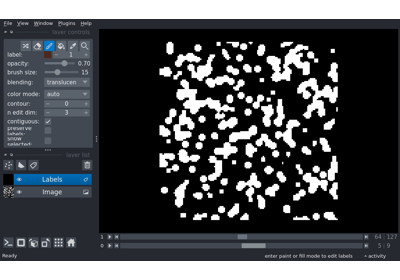 File View Window Plugins Help
layer controls
label: 1
opacity: 0.70
brush size: 15
blending: translucen
color mode: auto
contour: 0
n edit dim: 3
contiguous:
preserve
labels:
show
selected:
layer list
Labels
Image
1 64 127
0 5 9
Ready enter paint or fill mode to edit labels activity